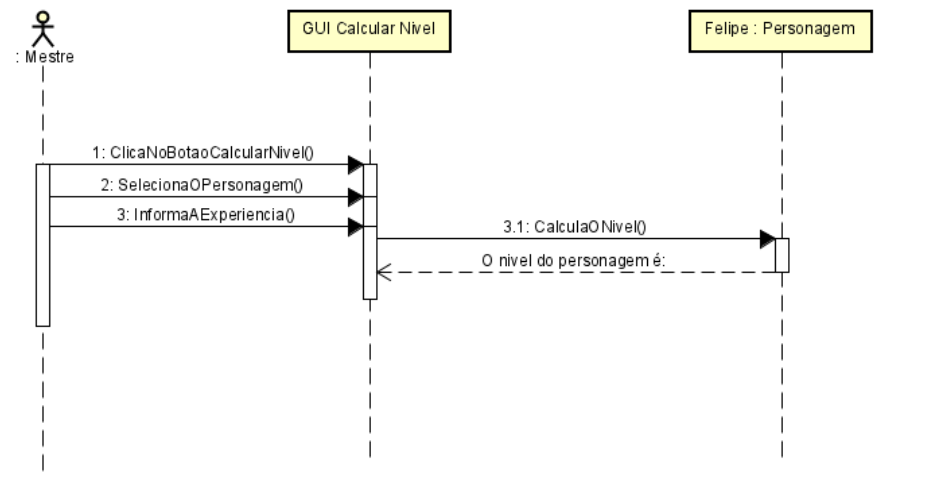 : Mestre
GUI Calcular Nivel
Felipe : Personagem
1: ClicaNoBotaoCalcularNivel()
2: SelecionaOPersonagem()
3: InformaAExperiencia()
3.1: CalculaONivel()
O nivel do personagem é: